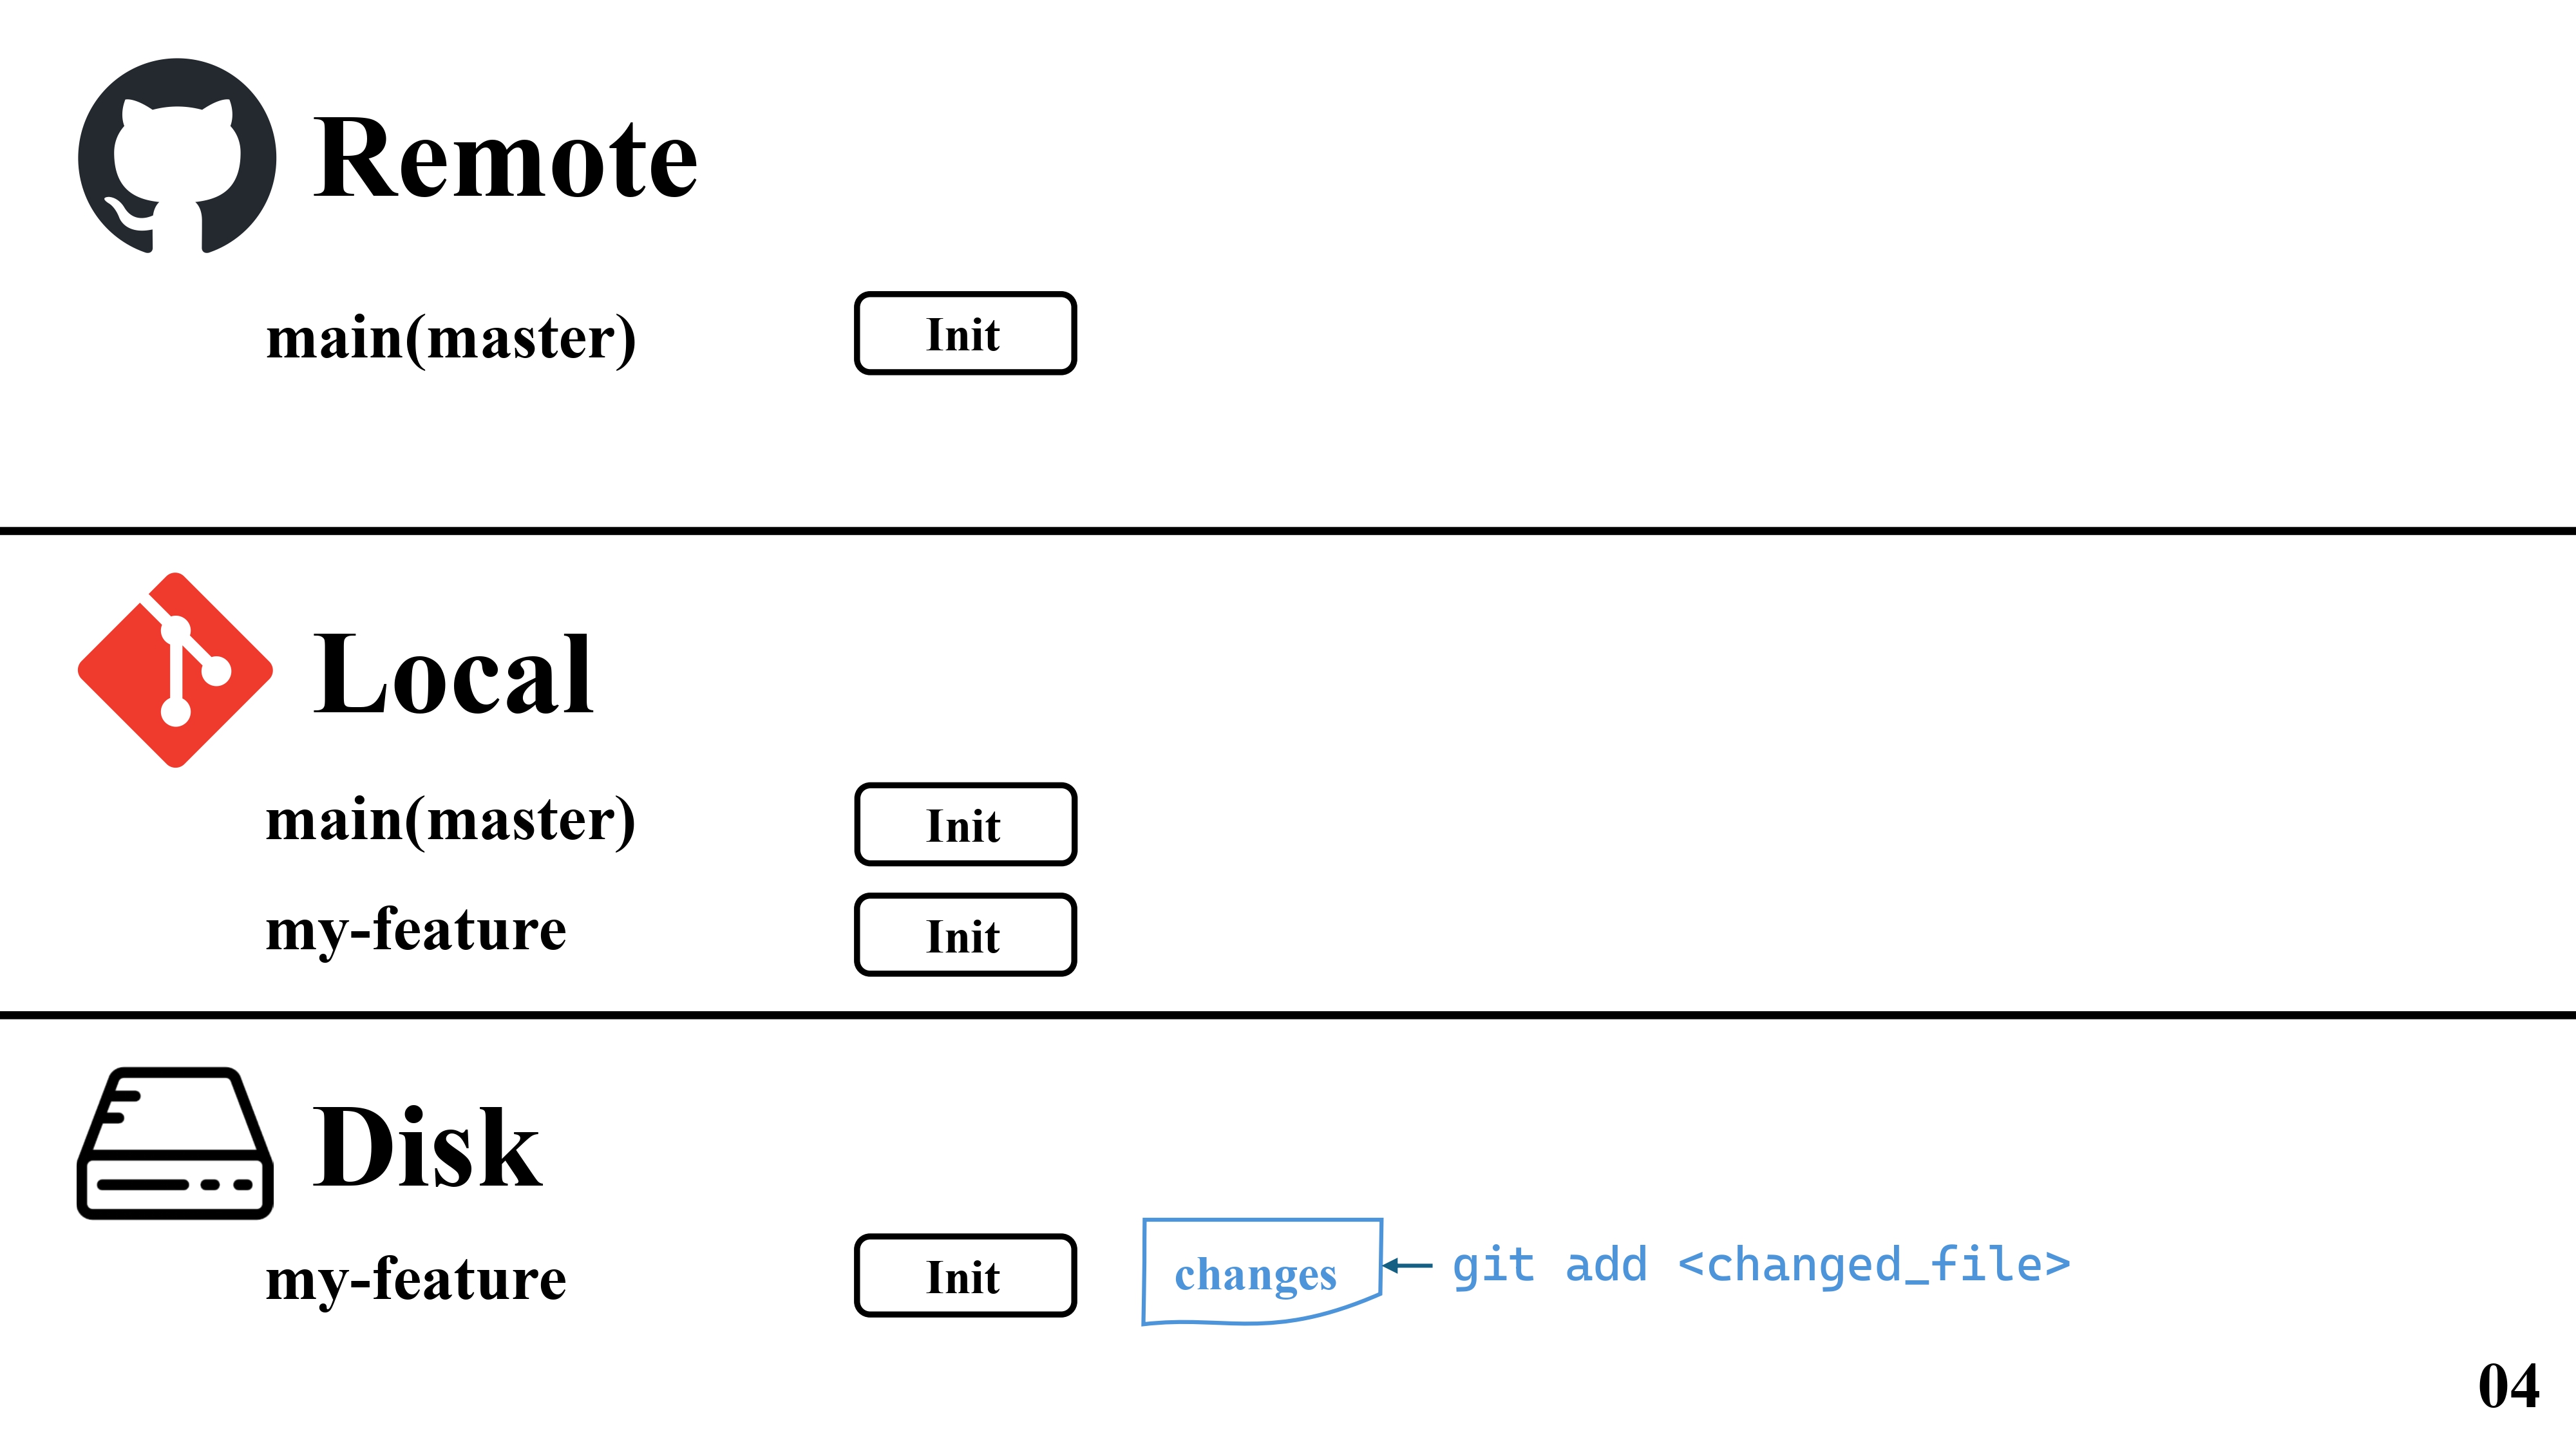 Remote
main(master) Init
Local
main(master) Init
my-feature Init
Disk
my-feature Init changes git add <changed_file>
04